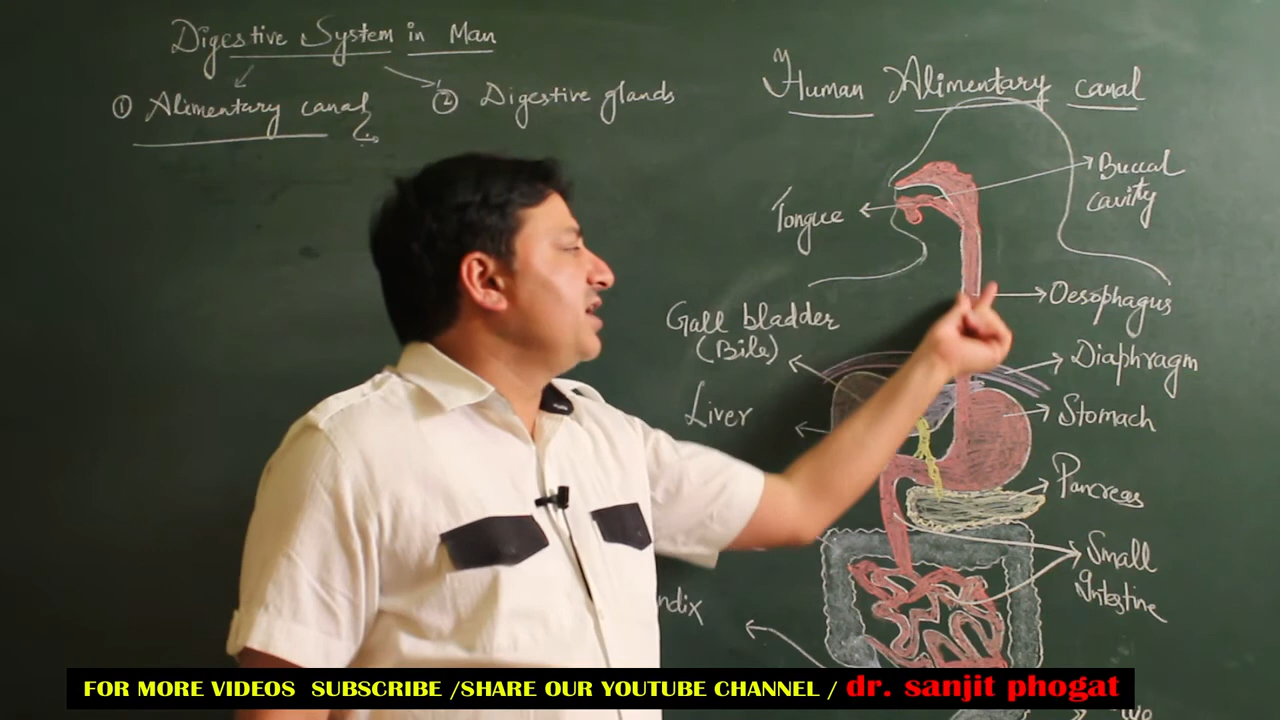 Digestive System in Man
① Alimentary canal
② Digestive glands
Human Alimentary canal
Buccal
cavity
Tongue
Oesophagus
Gall bladder
(Bile)
Diaphragm
Liver
Stomach
Pancreas
Small
Intestine
ndix
FOR MORE VIDEOS SUBSCRIBE /SHARE OUR YOUTUBE CHANNEL / dr. sanjit phogat